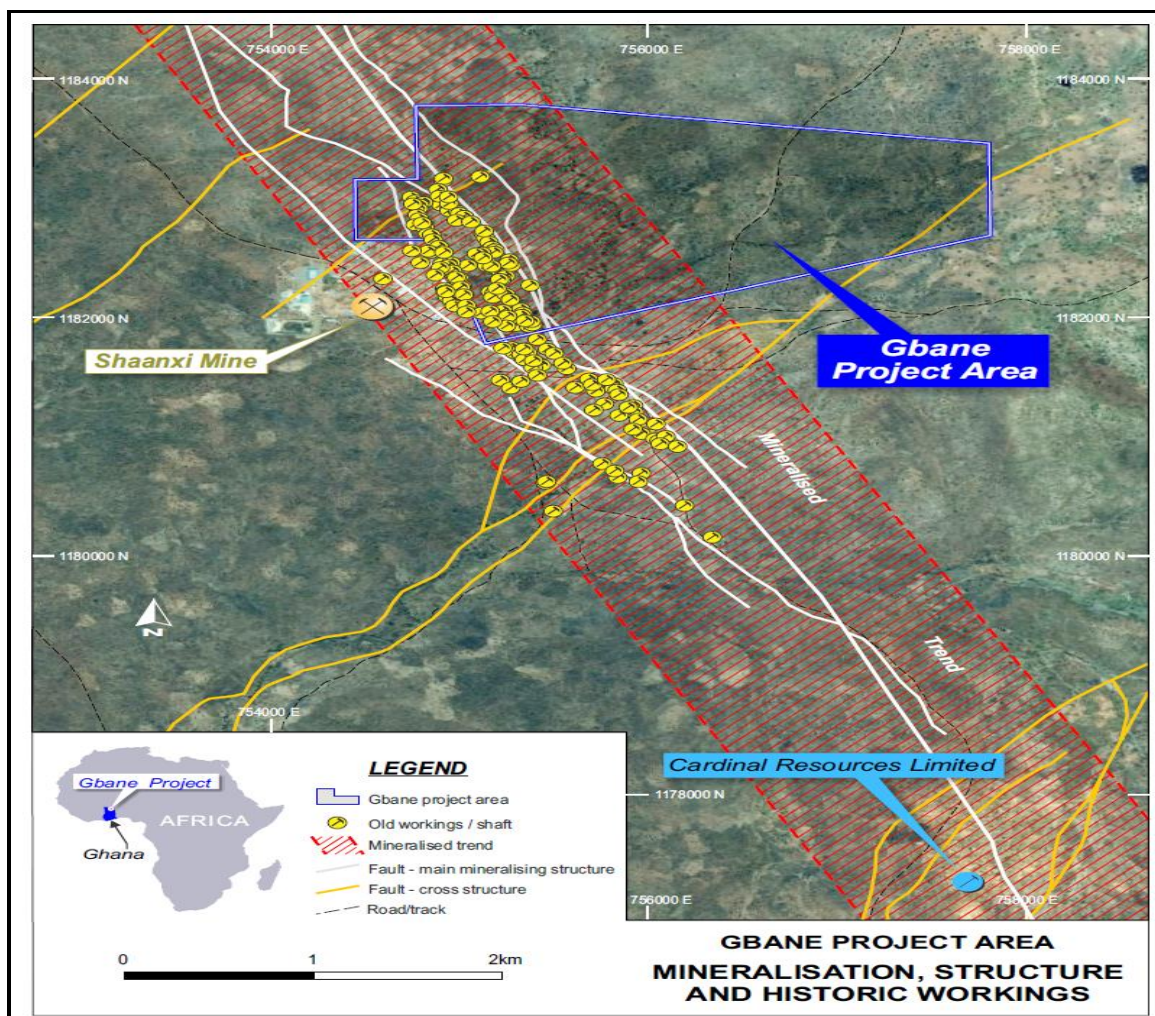 754000 E
756000 E
758000 E
1184000 N
1184000 N
1182000 N
1182000 N
Shaanxi Mine
Gbane
Project Area
Mineralised
Trend
1180000 N
1180000 N
N
754000 E
Cardinal Resources Limited
1178000 N
1178000 N
756000 E
758000 E
Gbane Project
AFRICA
Ghana
LEGEND
Gbane project area
Old workings / shaft
Mineralised trend
Fault - main mineralising structure
Fault - cross structure
Road/track
0 1 2km
GBANE PROJECT AREA
MINERALISATION, STRUCTURE
AND HISTORIC WORKINGS